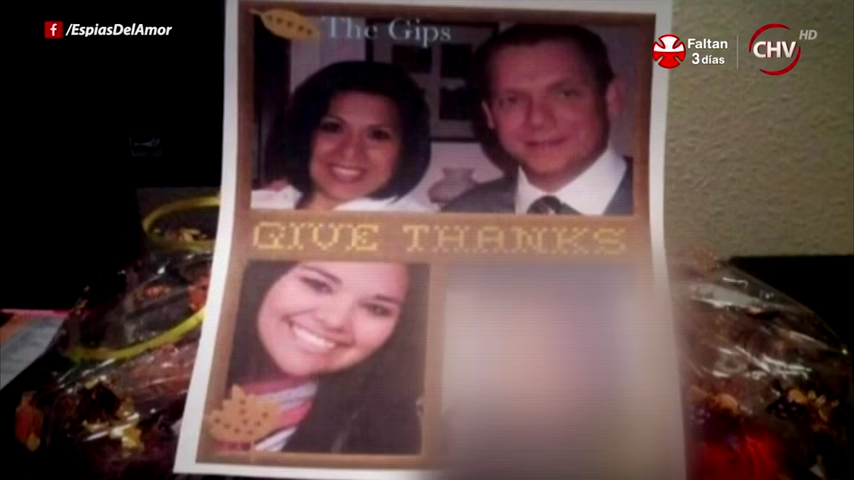 f /EspiasDelAmor
The Gips
Faltan
3 días
CHV HD
GIVE THANKS